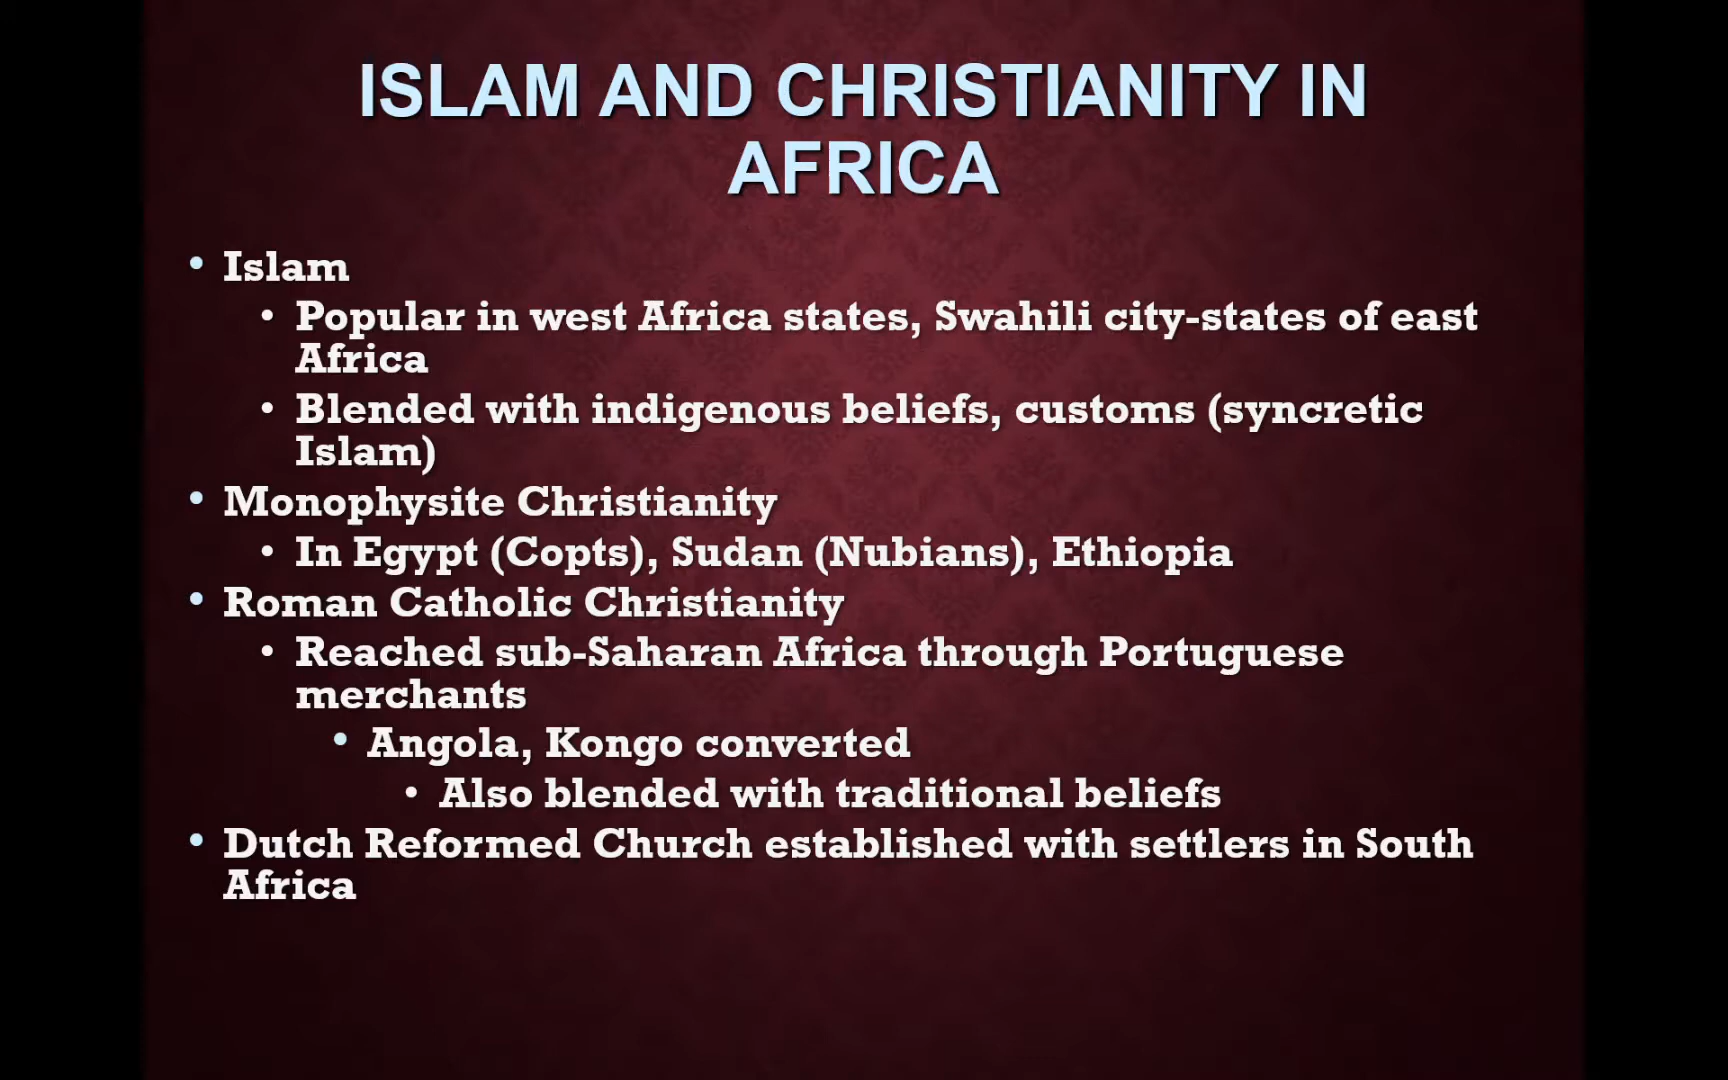 ISLAM AND CHRISTIANITY IN
AFRICA
• Islam
• Popular in west Africa states, Swahili city-states of east
Africa
• Blended with indigenous beliefs, customs (syncretic
Islam)
• Monophysite Christianity
• In Egypt (Copts), Sudan (Nubians), Ethiopia
• Roman Catholic Christianity
• Reached sub-Saharan Africa through Portuguese
merchants
• Angola, Kongo converted
• Also blended with traditional beliefs
• Dutch Reformed Church established with settlers in South
Africa